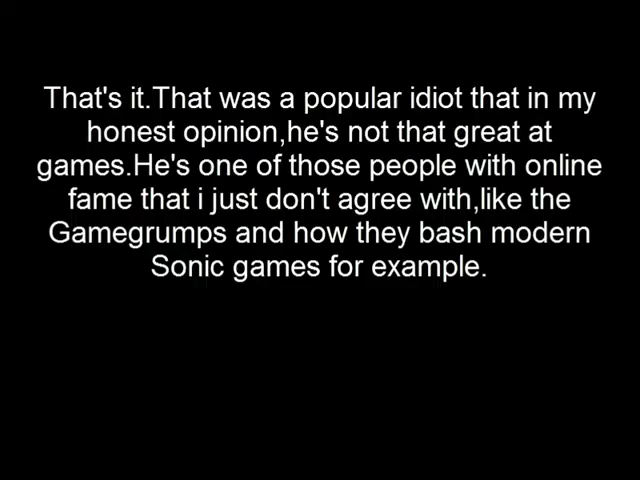 That's it.That was a popular idiot that in my
honest opinion,he's not that great at
games.He's one of those people with online
fame that i just don't agree with,like the
Gamegrumps and how they bash modern
Sonic games for example.